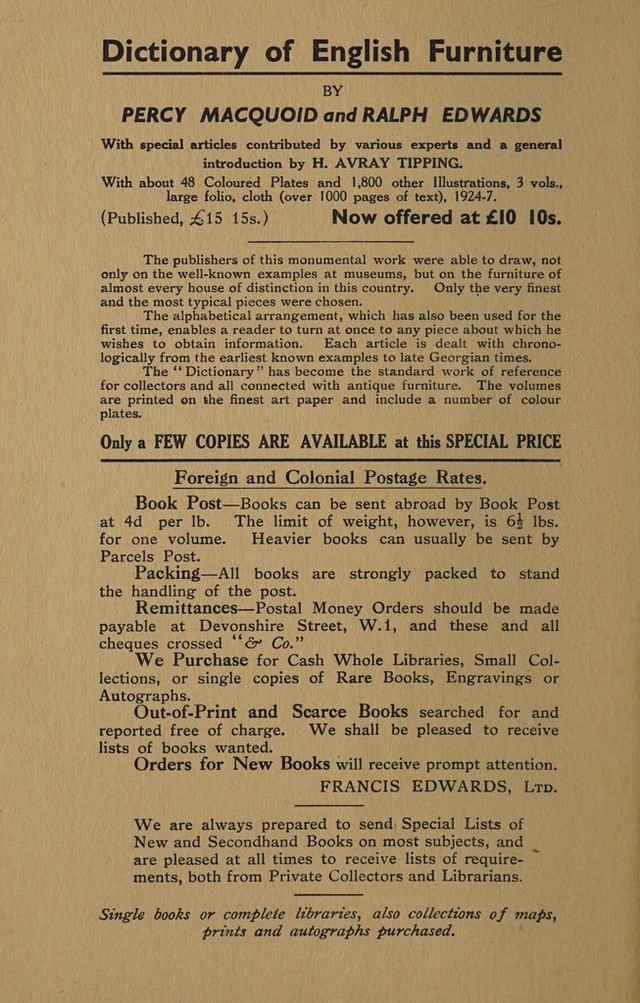 Dictionary of English Furniture
BY
PERCY MACQUOID and RALPH EDWARDS
With special articles contributed by various experts and a general
introduction by H. AVRAY TIPPING.
With about 48 Coloured Plates and 1,800 other Illustrations, 3 vols.,
large folio, cloth (over 1000 pages of text), 1924-7.
(Published, £15 15s.) Now offered at £10 10s.
The publishers of this monumental work were able to draw, not
only on the well-known examples at museums, but on the furniture of
almost every house of distinction in this country. Only the very finest
and the most typical pieces were chosen.
The alphabetical arrangement, which has also been used for the
first time, enables a reader to turn at once to any piece about which he
wishes to obtain information. Each article is dealt with chrono-
logically from the earliest known examples to late Georgian times.
The "Dictionary" has become the standard work of reference
for collectors and all connected with antique furniture. The volumes
are printed on the finest art paper and include a number of colour
plates.
Only a FEW COPIES ARE AVAILABLE at this SPECIAL PRICE
Foreign and Colonial Postage Rates.
Book Post—Books can be sent abroad by Book Post
at 4d per lb. The limit of weight, however, is 6½ lbs.
for one volume. Heavier books can usually be sent by
Parcels Post.
Packing—All books are strongly packed to stand
the handling of the post.
Remittances—Postal Money Orders should be made
payable at Devonshire Street, W.1, and these and all
cheques crossed "& Co."
We Purchase for Cash Whole Libraries, Small Col-
lections, or single copies of Rare Books, Engravings or
Autographs.
Out-of-Print and Scarce Books searched for and
reported free of charge. We shall be pleased to receive
lists of books wanted.
Orders for New Books will receive prompt attention.
FRANCIS EDWARDS, LTD.
We are always prepared to send Special Lists of
New and Secondhand Books on most subjects, and
are pleased at all times to receive lists of require-
ments, both from Private Collectors and Librarians.
Single books or complete libraries, also collections of maps,
prints and autographs purchased.